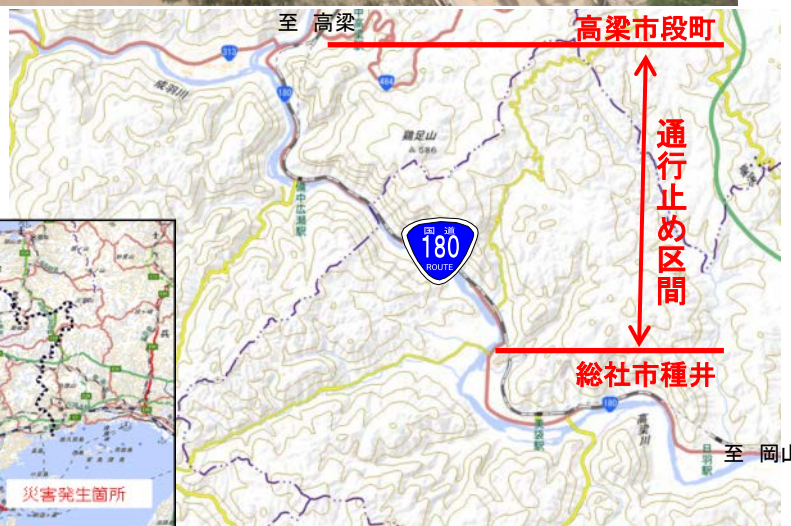 至 高梁
高梁市段町
313
成羽川
180
484
鶏足山
586
通行止め区間
備中広瀬駅
国道
180
ROUTE
総社市種井
180
美袋駅
高梁川
日羽駅
至 岡山
災害発生箇所